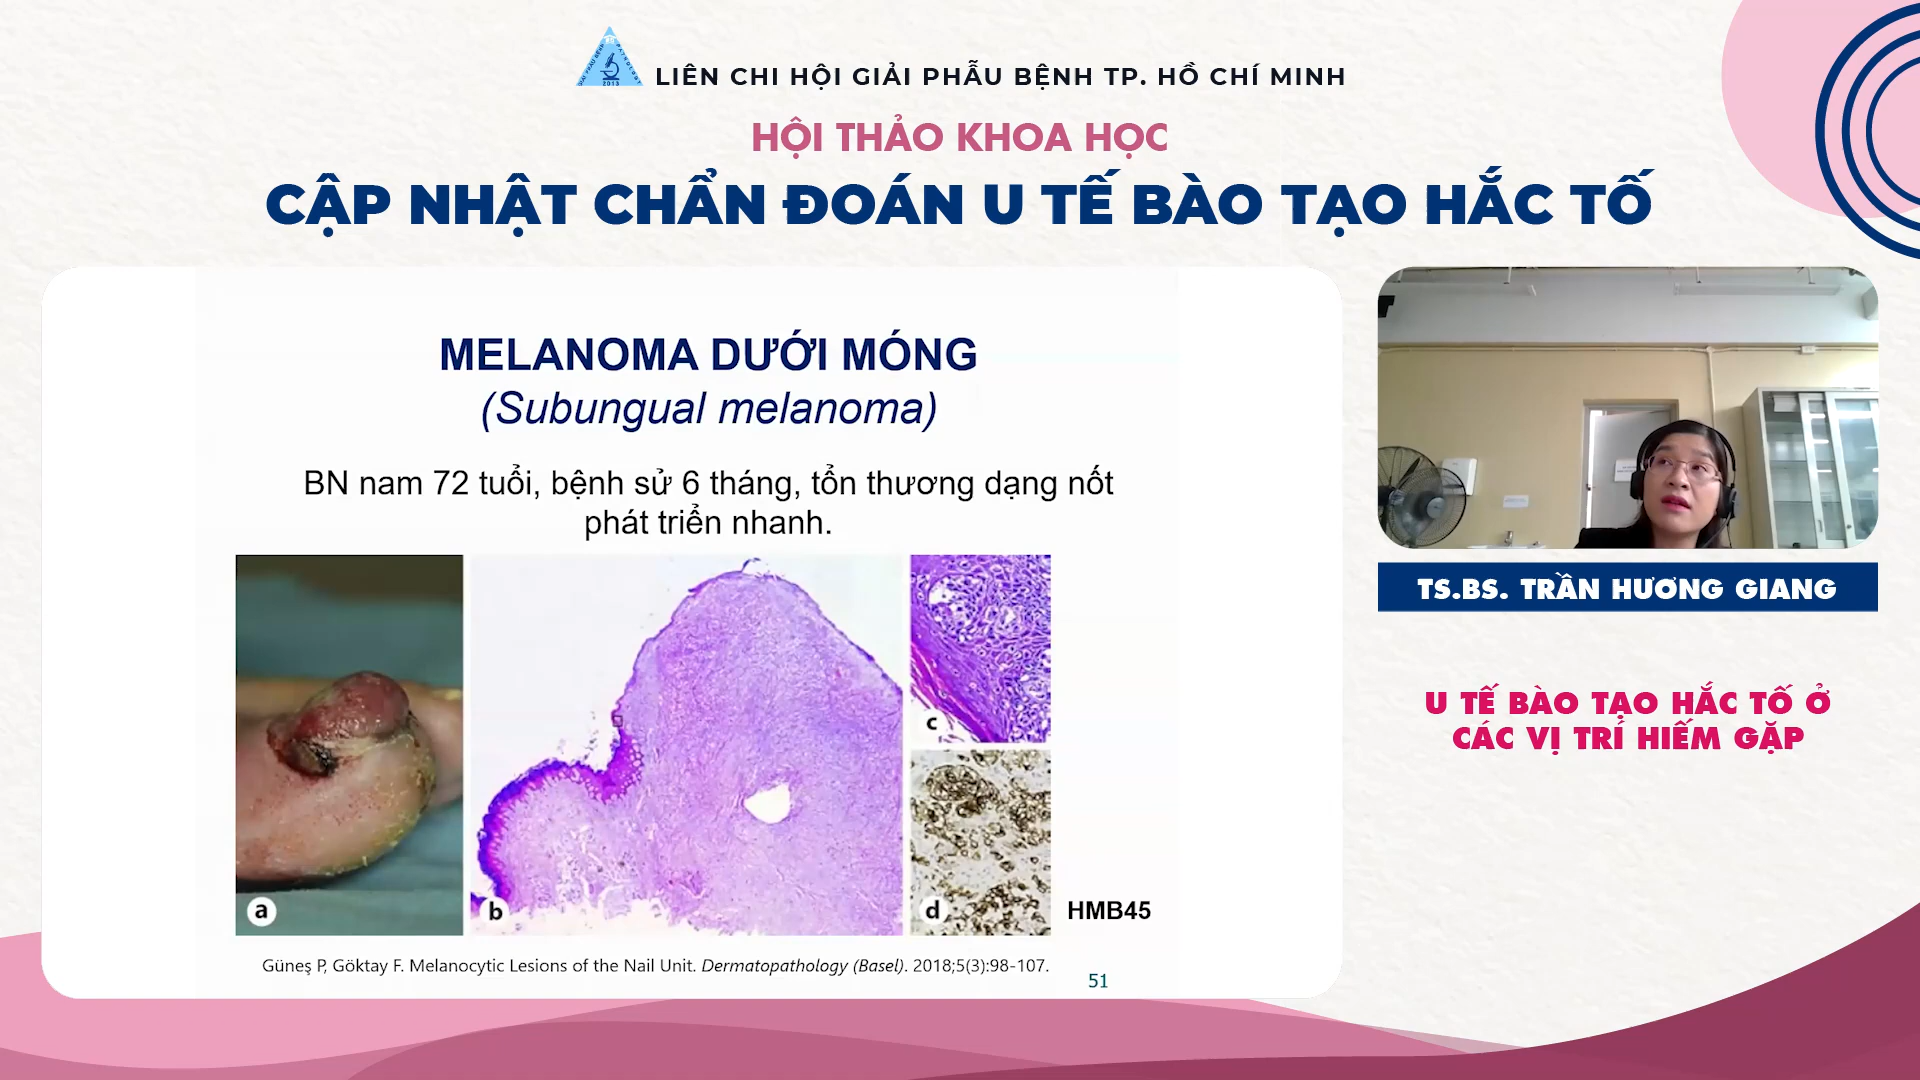 LIÊN CHI HỘI GIẢI PHẪU BỆNH TP. HỒ CHÍ MINH
HỘI THẢO KHOA HỌC
CẬP NHẬT CHẨN ĐOÁN U TẾ BÀO TẠO HẮC TỐ
MELANOMA DƯỚI MÓNG
(Subungual melanoma)
BN nam 72 tuổi, bệnh sử 6 tháng, tổn thương dạng nốt
phát triển nhanh.
a
b
c
d
HMB45
Güneş P, Göktay F. Melanocytic Lesions of the Nail Unit. Dermatopathology (Basel). 2018;5(3):98-107.
51
TS.BS. TRẦN HƯƠNG GIANG
U TẾ BÀO TẠO HẮC TỐ Ở
CÁC VỊ TRÍ HIẾM GẶP